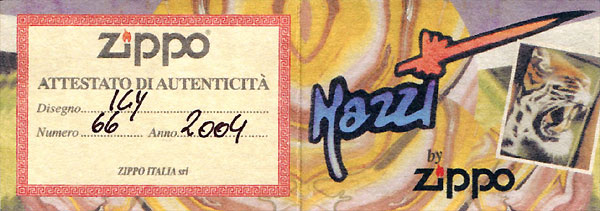 zippo
ATTESTATO DI AUTENTICITÀ
Disegno ICY
Numero 66 Anno 2004
ZIPPO ITALIA srl
Mazzi
by
zippo